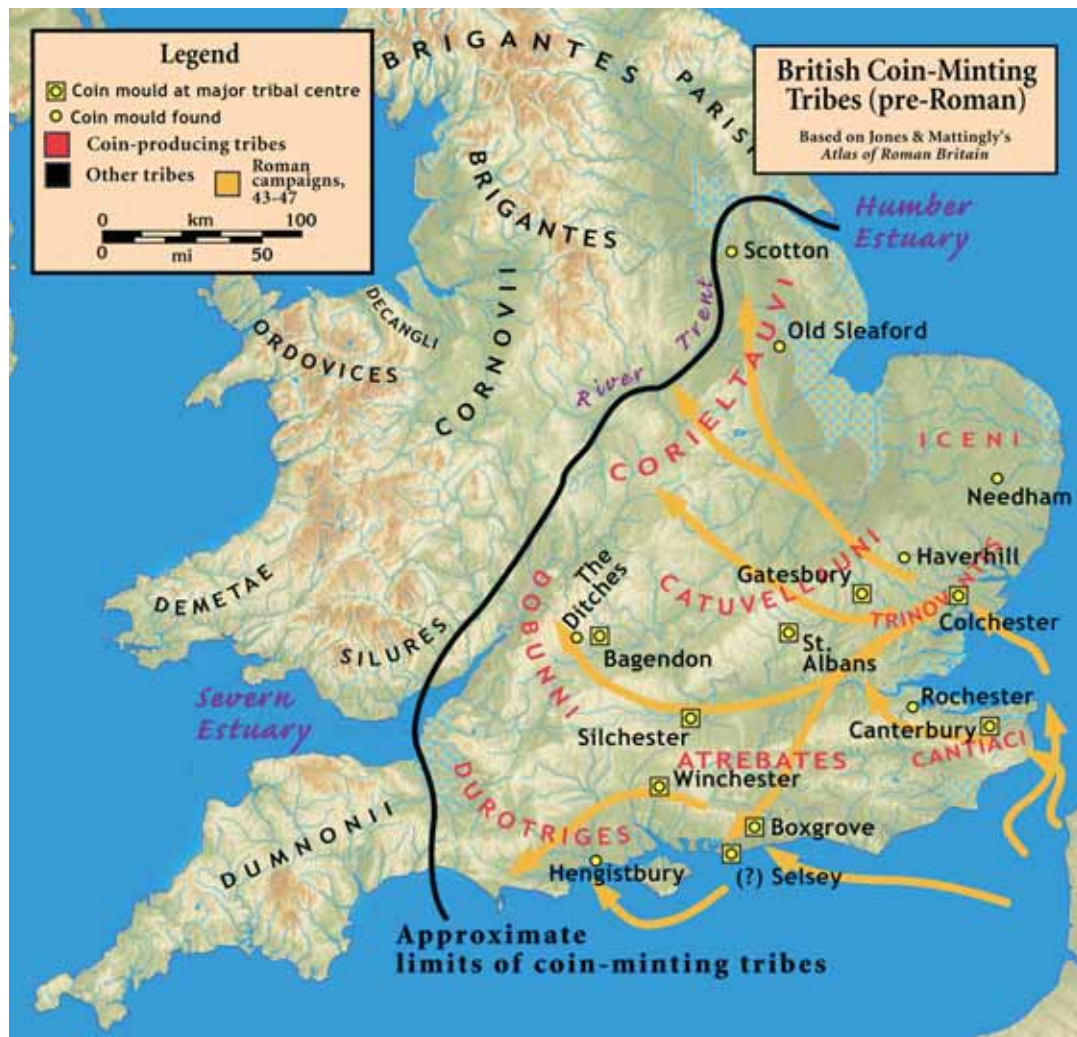 Legend
Coin mould at major tribal centre
Coin mould found
Coin-producing tribes
Other tribes
Roman
campaigns,
43-47
0 km 100
0 mi 50
British Coin-Minting
Tribes (pre-Roman)
Based on Jones & Mattingly's
Atlas of Roman Britain
BRIGANTES
PARISI
BRIGANTES
Humber
Estuary
Scotton
DECANGLI
ORDOVICES
CORNOVII
River Trent
Old Sleaford
CORIELTAUVI
ICENI
Needham
Haverhill
Gatesbury
CATUVELLAUNI
TRINOVANTES
Colchester
DEMETAE
SILURES
The
Ditches
DOBUNNI
Bagendon
St.
Albans
Severn
Estuary
Rochester
Canterbury
CANTIACI
Silchester
ATREBATES
Winchester
DUROTRIGES
DUMNONII
Boxgrove
Hengistbury
(?) Selsey
Approximate
limits of coin-minting tribes